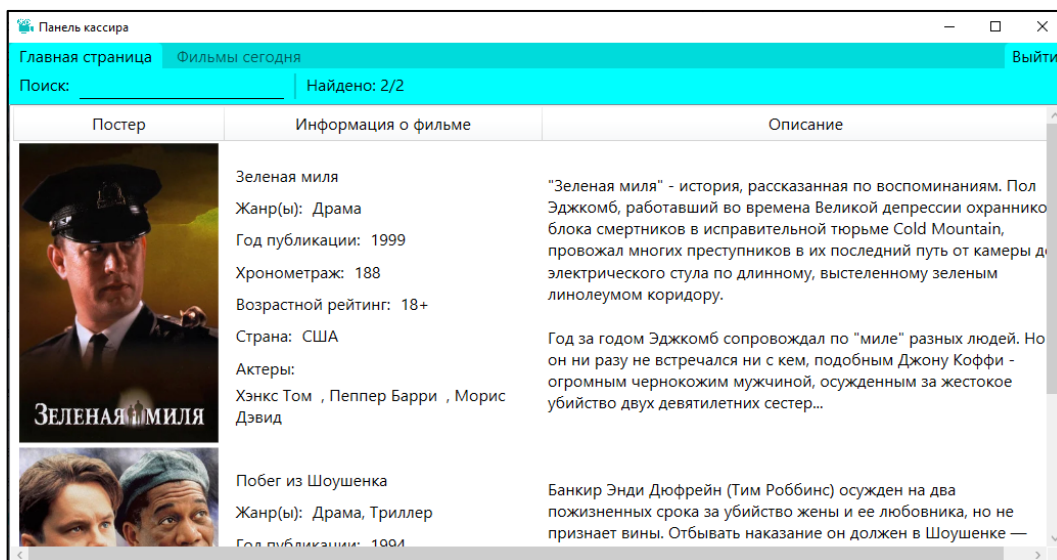 Панель кассира
Главная страница Фильмы сегодня Выйти
Поиск: Найдено: 2/2
Постер Информация о фильме Описание
ЗЕЛЕНАЯ МИЛЯ
Зеленая миля
Жанр(ы): Драма
Год публикации: 1999
Хронометраж: 188
Возрастной рейтинг: 18+
Страна: США
Актеры:
Хэнкс Том , Пеппер Барри , Морис
Дэвид
"Зеленая миля" - история, рассказанная по воспоминаниям. Пол
Эджкомб, работавший во времена Великой депрессии охраннико
блока смертников в исправительной тюрьме Cold Mountain,
провожал многих преступников в их последний путь от камеры д
электрического стула по длинному, выстеленному зеленым
линолеумом коридору.
Год за годом Эджкомб сопровождал по "миле" разных людей. Но
он ни разу не встречался ни с кем, подобным Джону Коффи -
огромным чернокожим мужчиной, осужденным за жестокое
убийство двух девятилетних сестер...
Побег из Шоушенка
Жанр(ы): Драма, Триллер
Год публикации: 1994
Банкир Энди Дюфрейн (Тим Роббинс) осужден на два
пожизненных срока за убийство жены и ее любовника, но не
признает вины. Отбывать наказание он должен в Шоушенке —